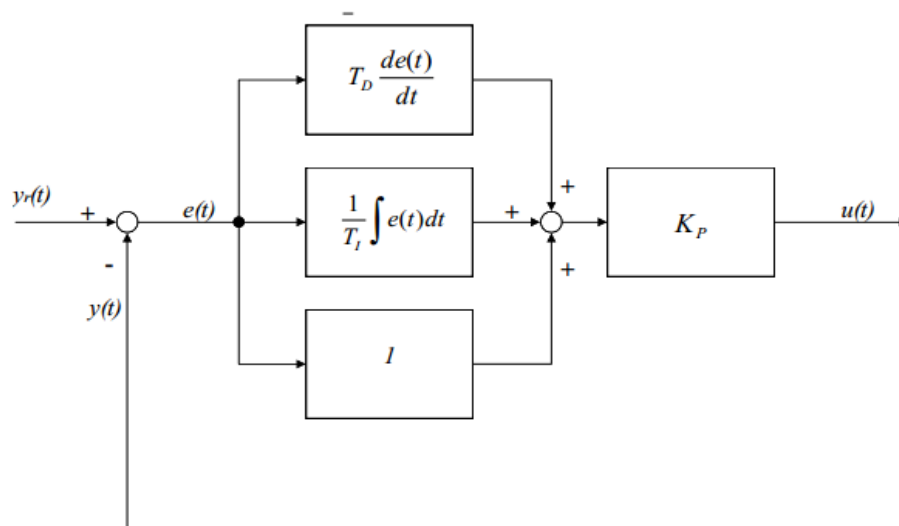 T_D de(t)/dt
y_r(t)
+
e(t)
1/T_I ∫ e(t)dt
+
+
K_P
u(t)
-
y(t)
+
1